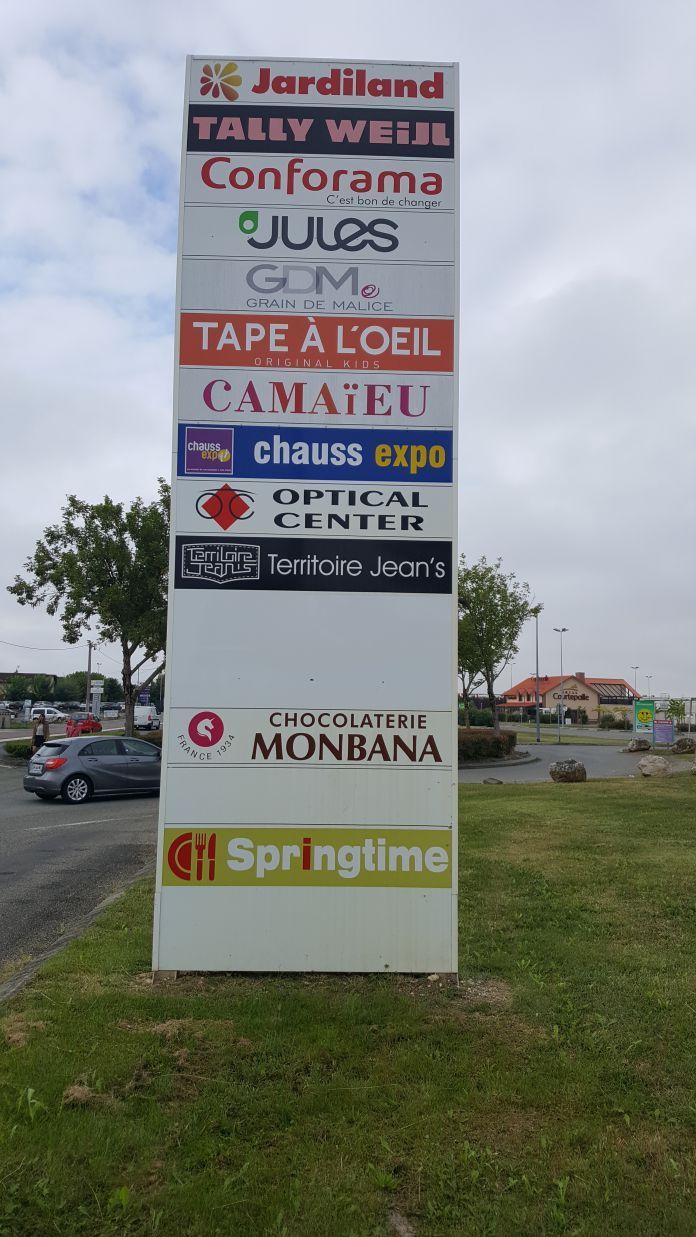 Jardiland
TALLY WEiJL
Conforama
C'est bon de changer
JULES
GDM
GRAIN DE MALICE
TAPE À L'OEIL
ORIGINAL KIDS
CAMAïEU
chauss
expo
chauss expo
OPTICAL
CENTER
Territoire
Jean's
Territoire Jean's
CHOCOLATERIE
MONBANA
FRANCE 1934
Springtime
Courtepaille